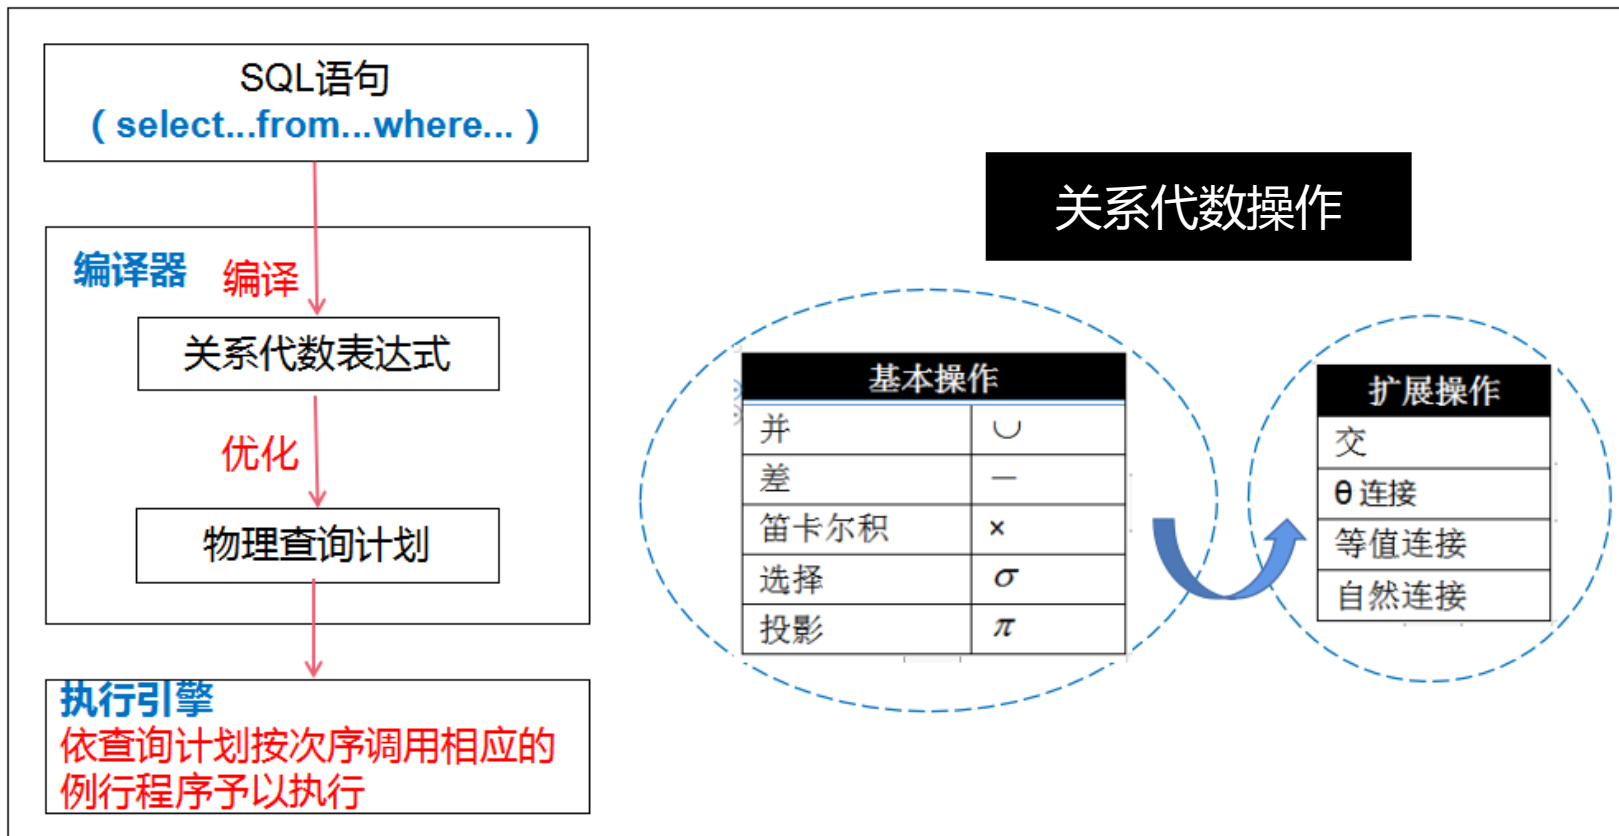 SQL语句
（select...from...where...）
编译器
编译
关系代数表达式
优化
物理查询计划
执行引擎
依查询计划按次序调用相应的
例行程序予以执行
关系代数操作
基本操作
并 ∪
差 —
笛卡尔积 ×
选择 σ
投影 π
扩展操作
交
θ 连接
等值连接
自然连接